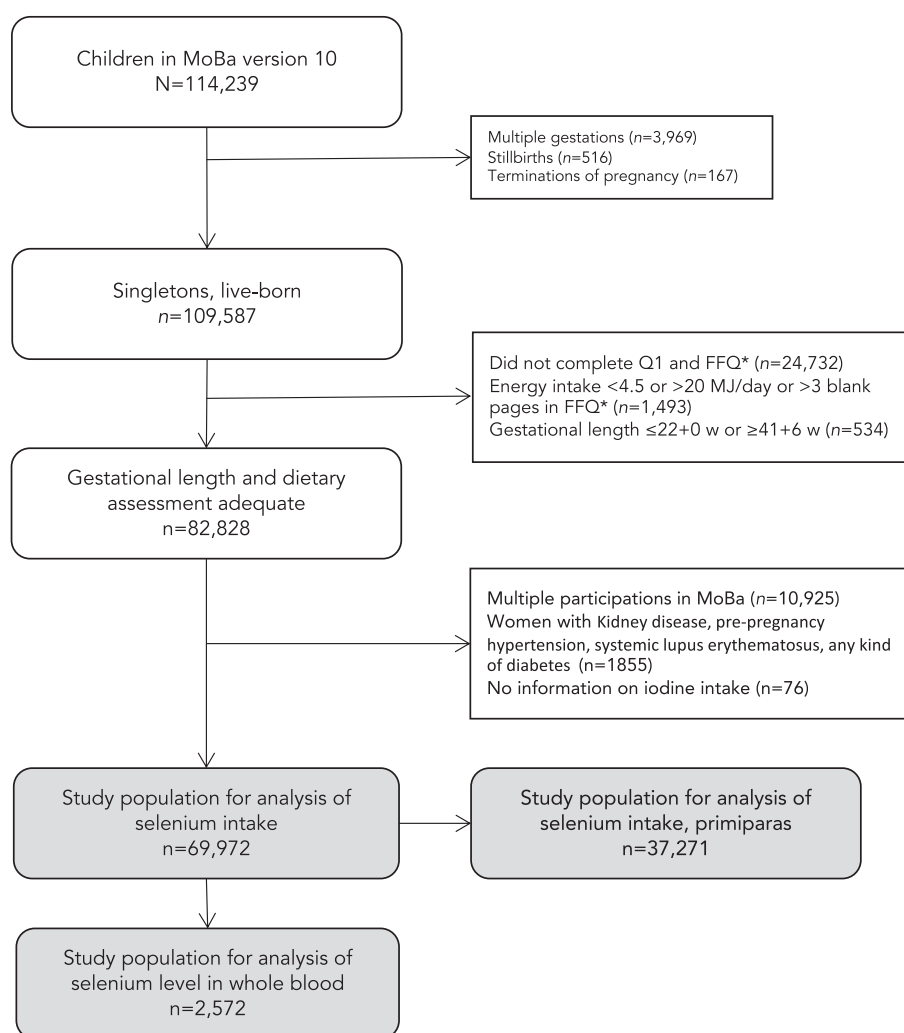 Children in MoBa version 10
N=114,239
Multiple gestations (n=3,969)
Stillbirths (n=516)
Terminations of pregnancy (n=167)
Singletons, live-born
n=109,587
Did not complete Q1 and FFQ* (n=24,732)
Energy intake <4.5 or >20 MJ/day or >3 blank
pages in FFQ* (n=1,493)
Gestational length ≤22+0 w or ≥41+6 w (n=534)
Gestational length and dietary
assessment adequate
n=82,828
Multiple participations in MoBa (n=10,925)
Women with Kidney disease, pre-pregnancy
hypertension, systemic lupus erythematosus, any kind
of diabetes (n=1855)
No information on iodine intake (n=76)
Study population for analysis of
selenium intake
n=69,972
Study population for analysis of
selenium intake, primiparas
n=37,271
Study population for analysis of
selenium level in whole blood
n=2,572